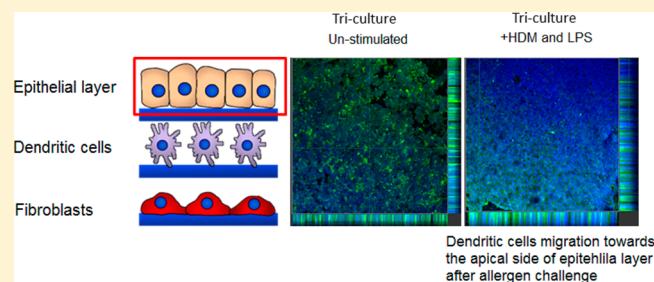 Tri-culture
Un-stimulated
Tri-culture
+HDM and LPS
Epithelial layer
Dendritic cells
Fibroblasts
Dendritic cells migration towards
the apical side of epitehlila layer
after allergen challenge